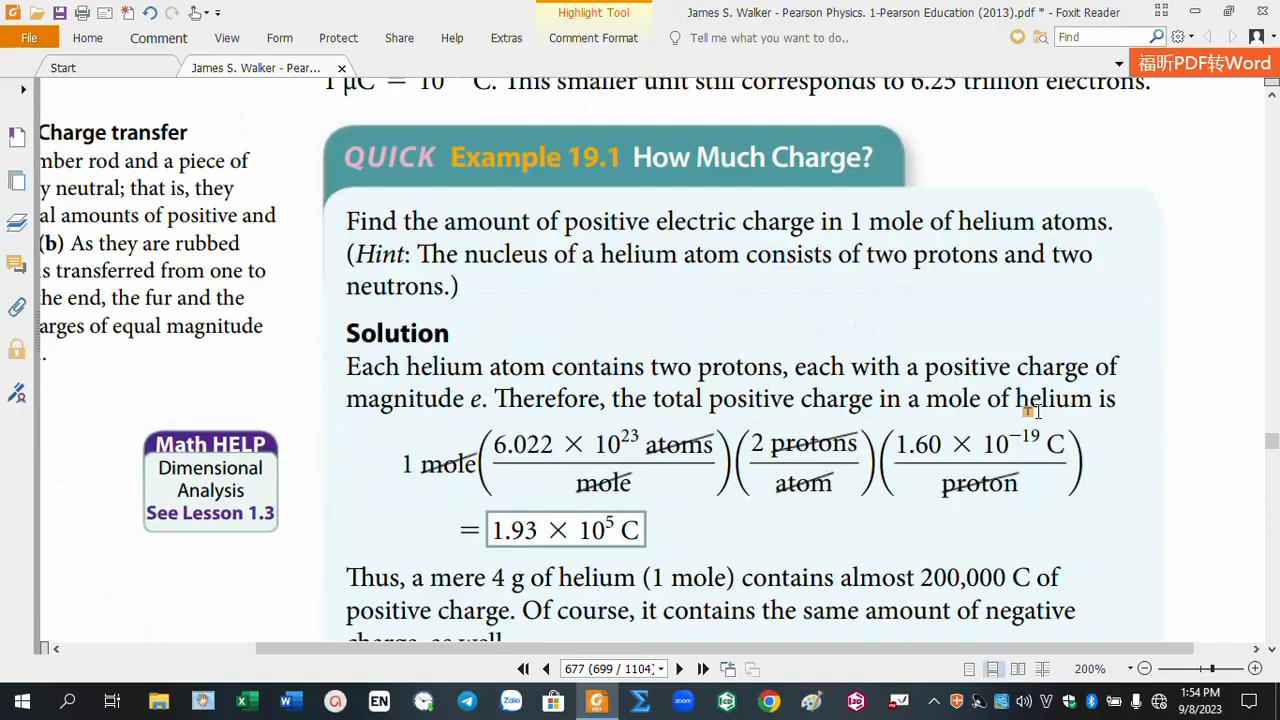 Highlight Tool
James S. Walker - Pearson Physics. 1-Pearson Education (2013).pdf * - Foxit Reader
File Home Comment View Form Protect Share Help Extras Comment Format Tell me what you want to do.. Find
Start James S. Walker - Pear...
福昕PDF转Word
1 μC = 10 C. This smaller unit still corresponds to 6.25 trillion electrons.
Charge transfer
mber rod and a piece of
y neutral; that is, they
al amounts of positive and
(b) As they are rubbed
s transferred from one to
he end, the fur and the
arges of equal magnitude
.
Math HELP
Dimensional
Analysis
See Lesson 1.3
QUICK Example 19.1 How Much Charge?
Find the amount of positive electric charge in 1 mole of helium atoms.
(Hint: The nucleus of a helium atom consists of two protons and two
neutrons.)
Solution
Each helium atom contains two protons, each with a positive charge of
magnitude e. Therefore, the total positive charge in a mole of helium is
1 mole(6.022 × 10²³ atoms / mole)(2 protons / atom)(1.60 × 10⁻¹⁹ C / proton)
= 1.93 × 10⁵ C
Thus, a mere 4 g of helium (1 mole) contains almost 200,000 C of
positive charge. Of course, it contains the same amount of negative
charge, as well.
677 (699 / 1104) 200%
EN Zalo zoom V
1:54 PM
9/8/2023